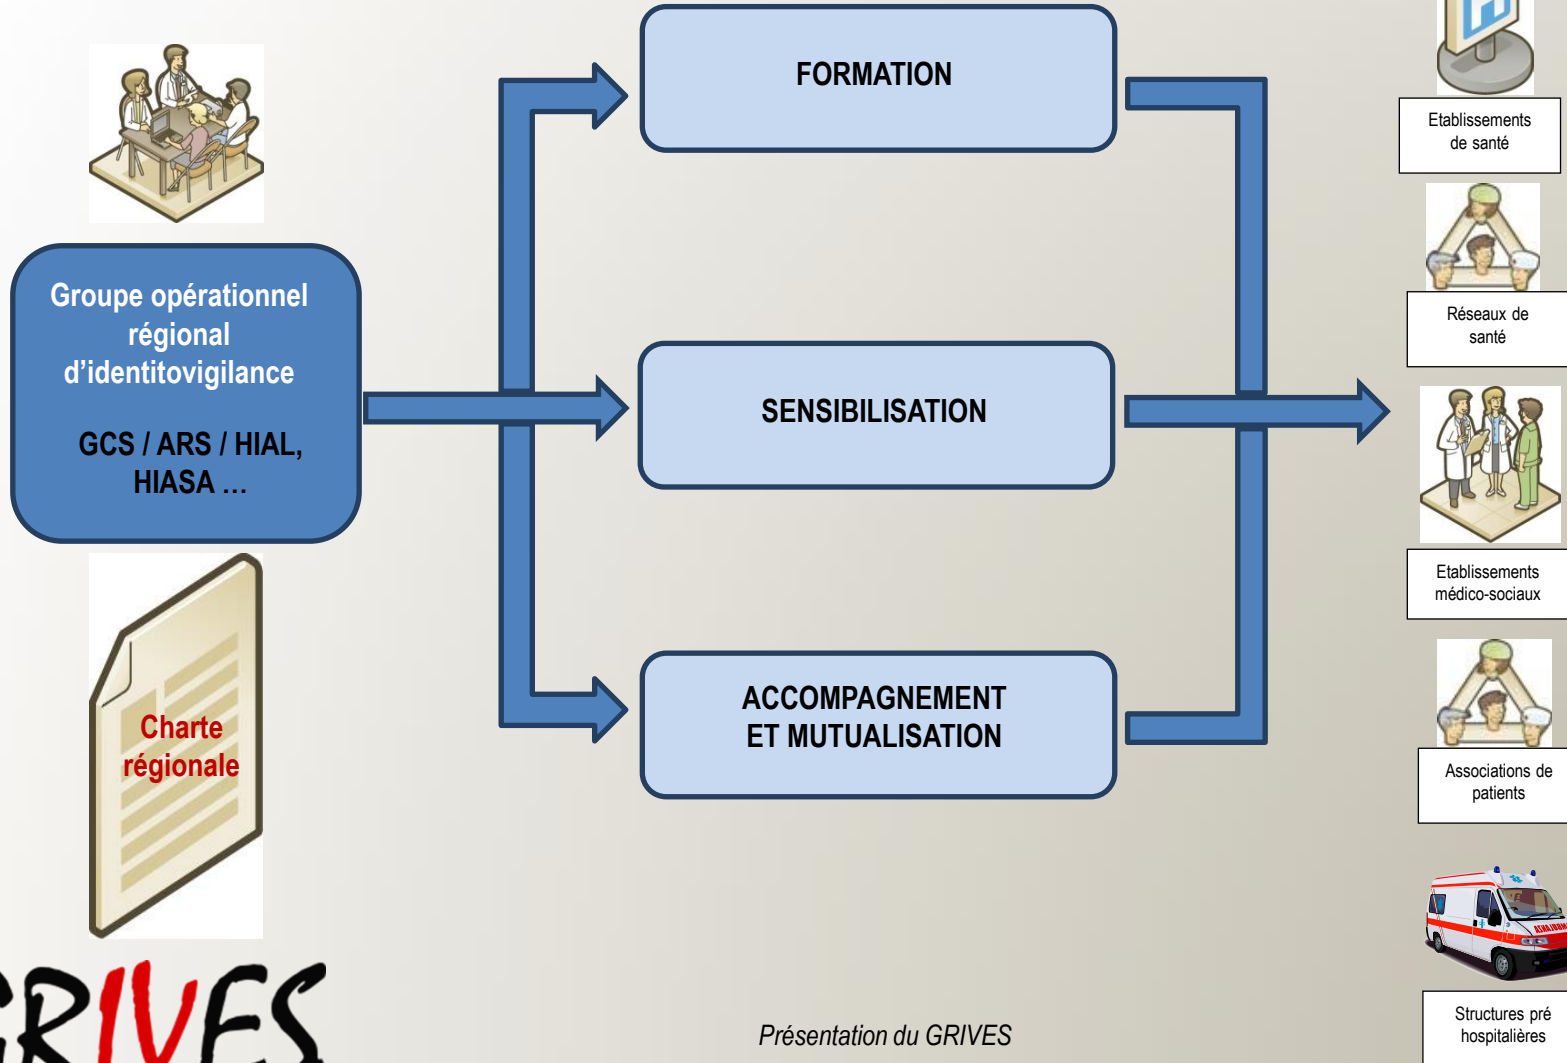 FORMATION
Groupe opérationnel
régional
d’identitovigilance
GCS / ARS / HIAL,
HIASA …
SENSIBILISATION
ACCOMPAGNEMENT
ET MUTUALISATION
Charte
régionale
Etablissements
de santé
Réseaux de
santé
Etablissements
médico-sociaux
Associations de
patients
Structures pré
hospitalières
GRIVES
Présentation du GRIVES